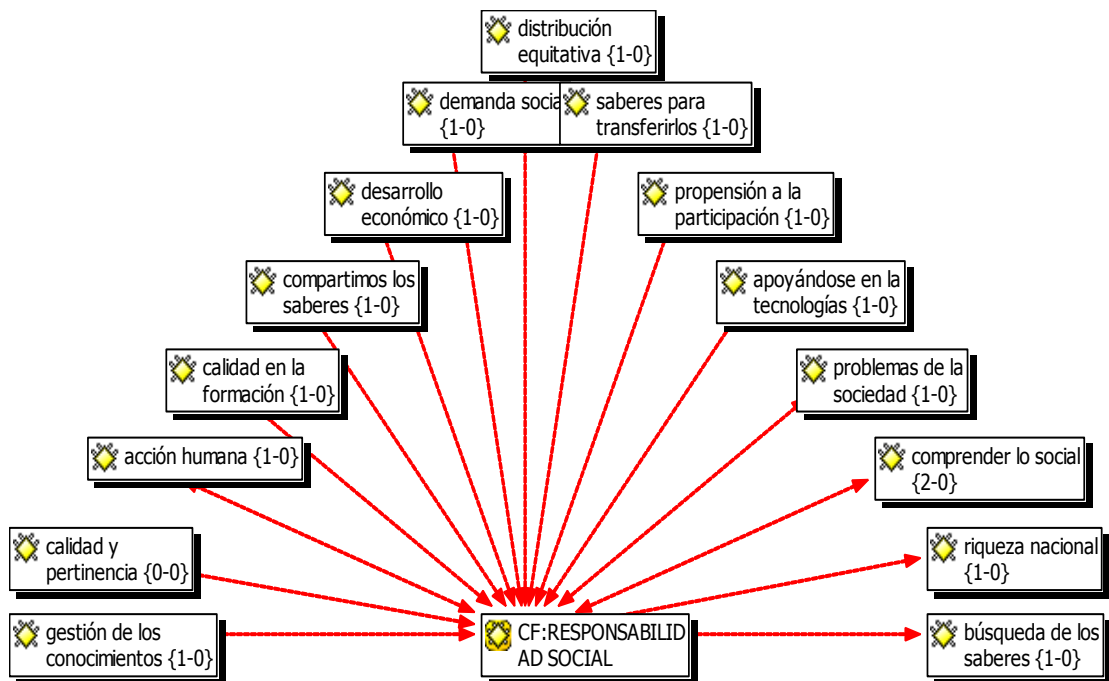 distribución
equitativa {1-0}
demanda socia
{1-0}
saberes para
transferirlos {1-0}
desarrollo
económico {1-0}
propensión a la
participación {1-0}
compartimos los
saberes {1-0}
apoyándose en la
tecnologías {1-0}
calidad en la
formación {1-0}
problemas de la
sociedad {1-0}
acción humana {1-0}
comprender lo social
{2-0}
calidad y
pertinencia {0-0}
riqueza nacional
{1-0}
gestión de los
conocimientos {1-0}
CF:RESPONSABILID
AD SOCIAL
búsqueda de los
saberes {1-0}